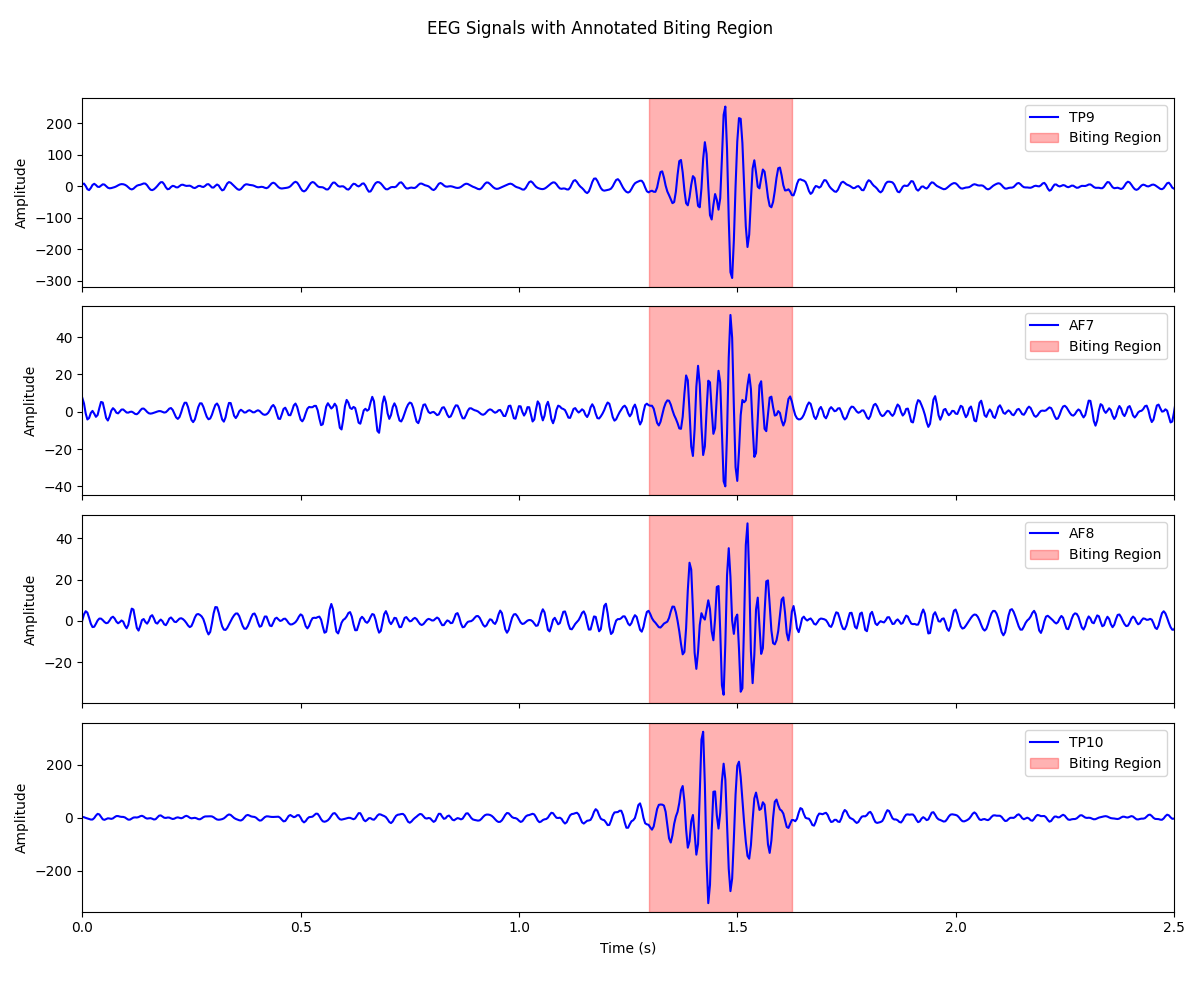 EEG Signals with Annotated Biting Region
Amplitude
200
100
0
−100
−200
−300
TP9
Biting Region
Amplitude
40
20
0
−20
−40
AF7
Biting Region
Amplitude
40
20
0
−20
AF8
Biting Region
Amplitude
200
0
−200
TP10
Biting Region
0.0 0.5 1.0 1.5 2.0 2.5
Time (s)